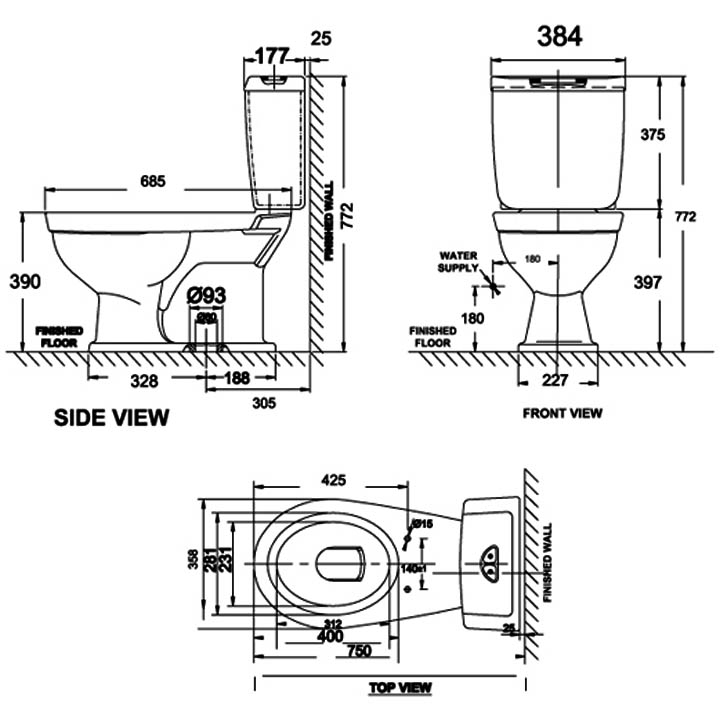 177
25
685
772
FINISHED WALL
390
Ø93
Ø80
FINISHED
FLOOR
328
188
305
SIDE VIEW
384
375
772
WATER
SUPPLY
180
397
180
FINISHED
FLOOR
227
FRONT VIEW
425
Ø15
358
281
231
140±1
FINISHED WALL
312
25
400
750
TOP VIEW